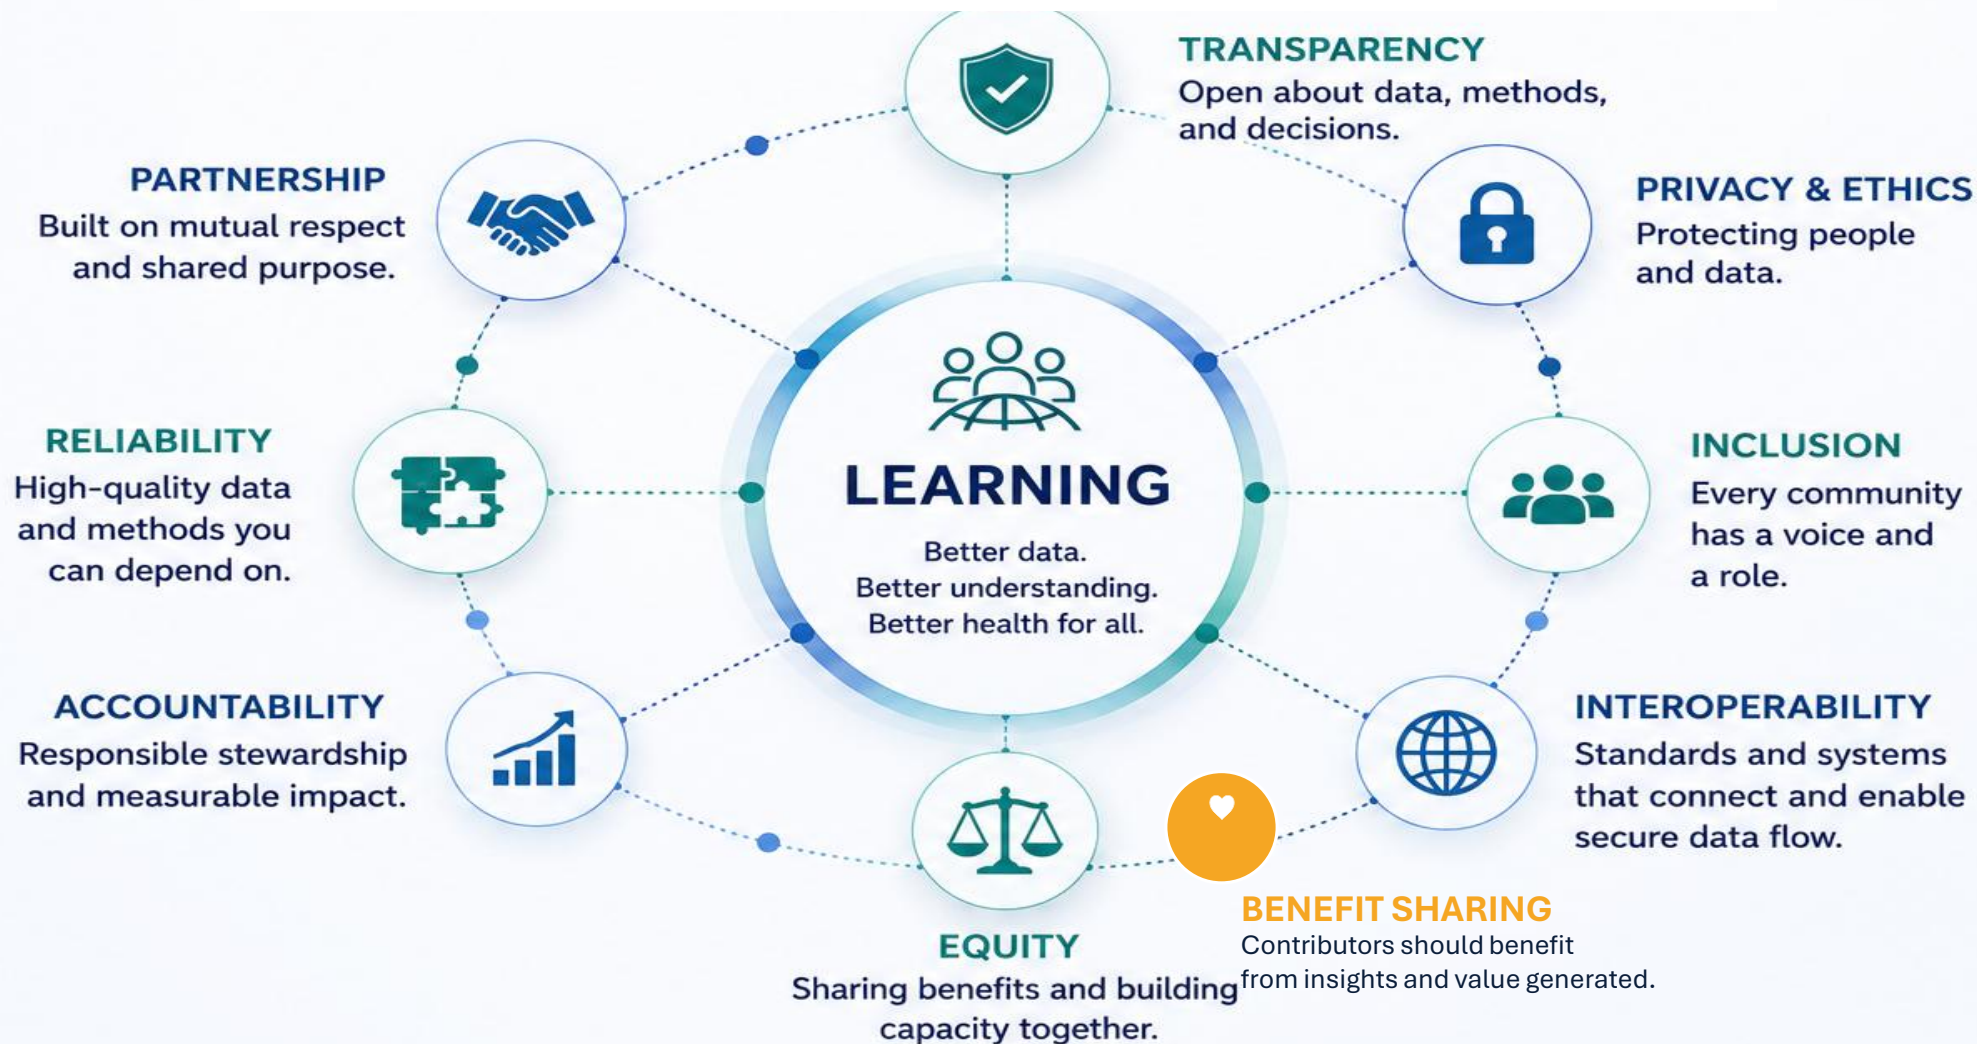 TRANSPARENCY
Open about data, methods,
and decisions.
PARTNERSHIP
Built on mutual respect
and shared purpose.
PRIVACY & ETHICS
Protecting people
and data.
RELIABILITY
High-quality data
and methods you
can depend on.
LEARNING
Better data.
Better understanding.
Better health for all.
INCLUSION
Every community
has a voice and
a role.
ACCOUNTABILITY
Responsible stewardship
and measurable impact.
INTEROPERABILITY
Standards and systems
that connect and enable
secure data flow.
EQUITY
Sharing benefits and building
capacity together.
BENEFIT SHARING
Contributors should benefit
from insights and value generated.